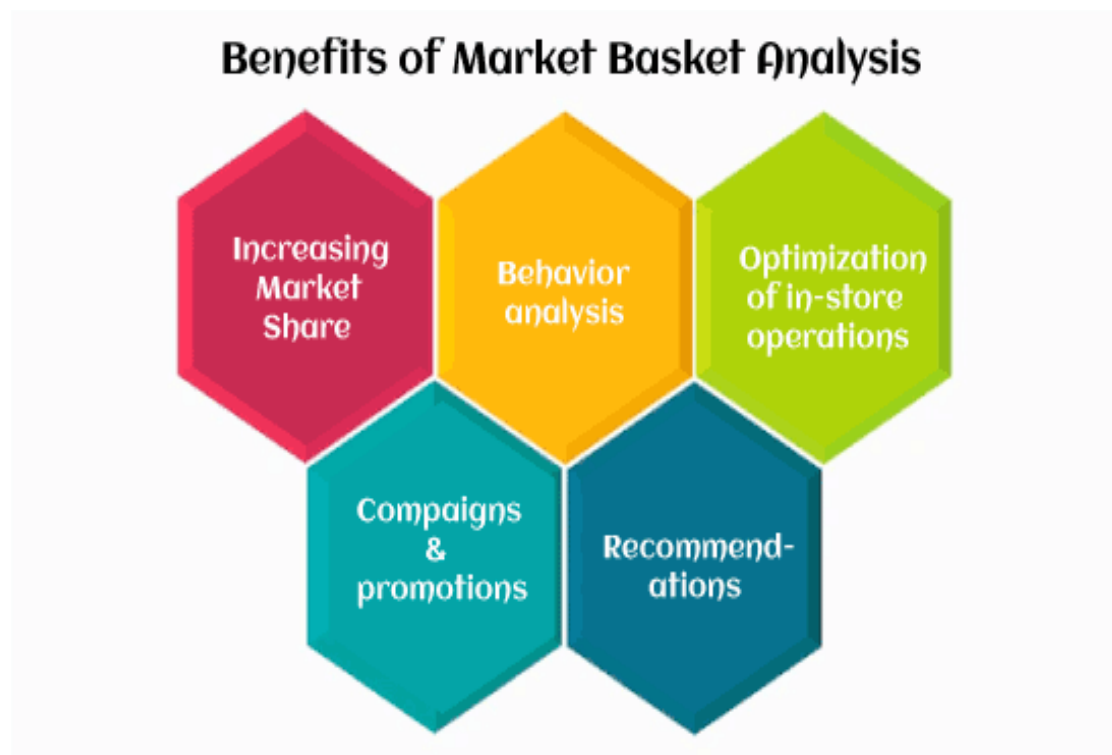 Benefits of Market Basket Analysis
Increasing
Market
Share
Behavior
analysis
Optimization
of in-store
operations
Compaigns
&
promotions
Recommend-
ations